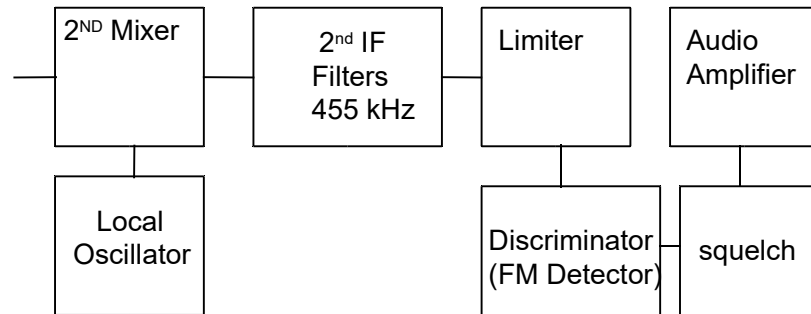 2ND Mixer
2nd IF
Filters
455 kHz
Limiter
Audio
Amplifier
Local
Oscillator
Discriminator
(FM Detector)
squelch